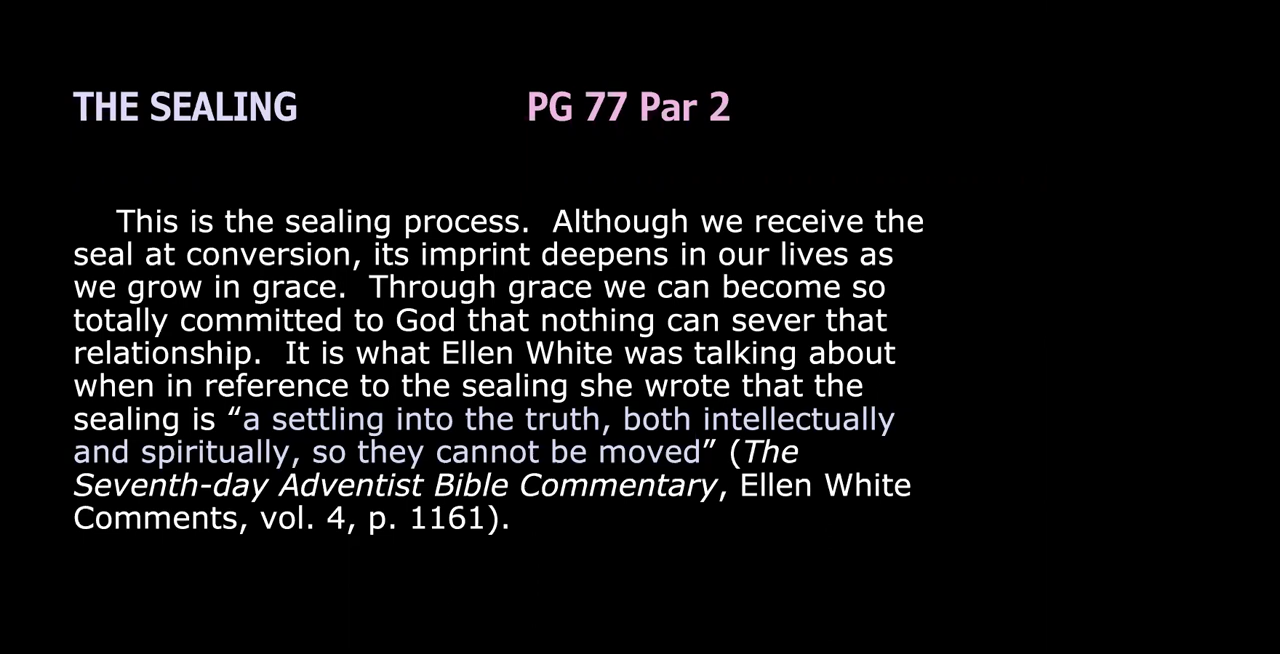 THE SEALING PG 77 Par 2
This is the sealing process. Although we receive the
seal at conversion, its imprint deepens in our lives as
we grow in grace. Through grace we can become so
totally committed to God that nothing can sever that
relationship. It is what Ellen White was talking about
when in reference to the sealing she wrote that the
sealing is “a settling into the truth, both intellectually
and spiritually, so they cannot be moved” (The
Seventh-day Adventist Bible Commentary, Ellen White
Comments, vol. 4, p. 1161).